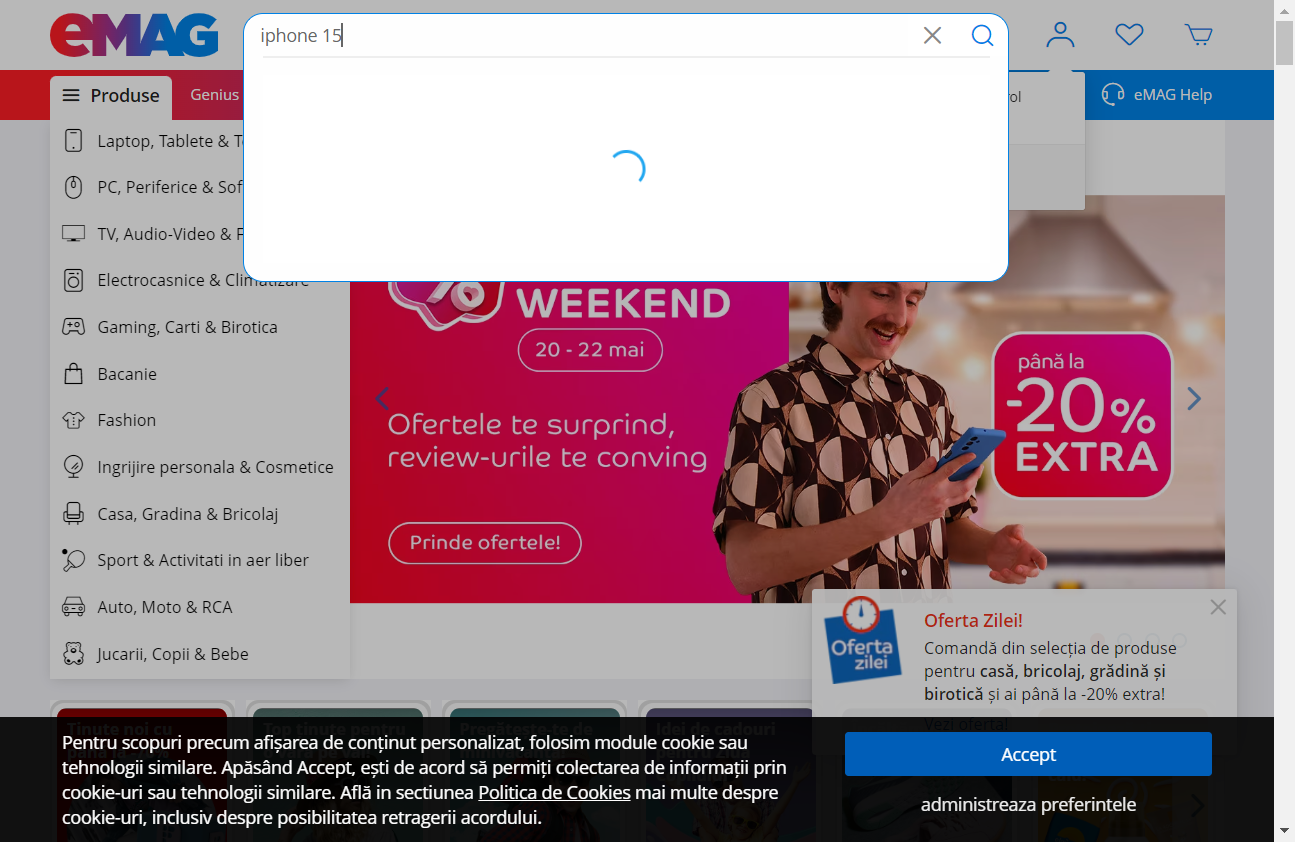 eMAG
iphone 15
Produse
Genius
eMAG Help
Laptop, Tablete & T
PC, Periferice & Sof
TV, Audio-Video & F
Electrocasnice & Climatizare
Gaming, Carti & Birotica
Bacanie
Fashion
Ingrijire personala & Cosmetice
Casa, Gradina & Bricolaj
Sport & Activitati in aer liber
Auto, Moto & RCA
Jucarii, Copii & Bebe
WEEKEND
20 - 22 mai
Ofertele te surprind,
review-urile te conving
Prinde ofertele!
până la
-20%
EXTRA
Oferta
zilei
Oferta Zilei!
Comandă din selecția de produse
pentru casă, bricolaj, grădină și
birotică și ai până la -20% extra!
Vezi oferta!
Pentru scopuri precum afișarea de conținut personalizat, folosim module cookie sau
tehnologii similare. Apăsând Accept, ești de acord să permiți colectarea de informații prin
cookie-uri sau tehnologii similare. Află in sectiunea Politica de Cookies mai multe despre
cookie-uri, inclusiv despre posibilitatea retragerii acordului.
Accept
administreaza preferintele